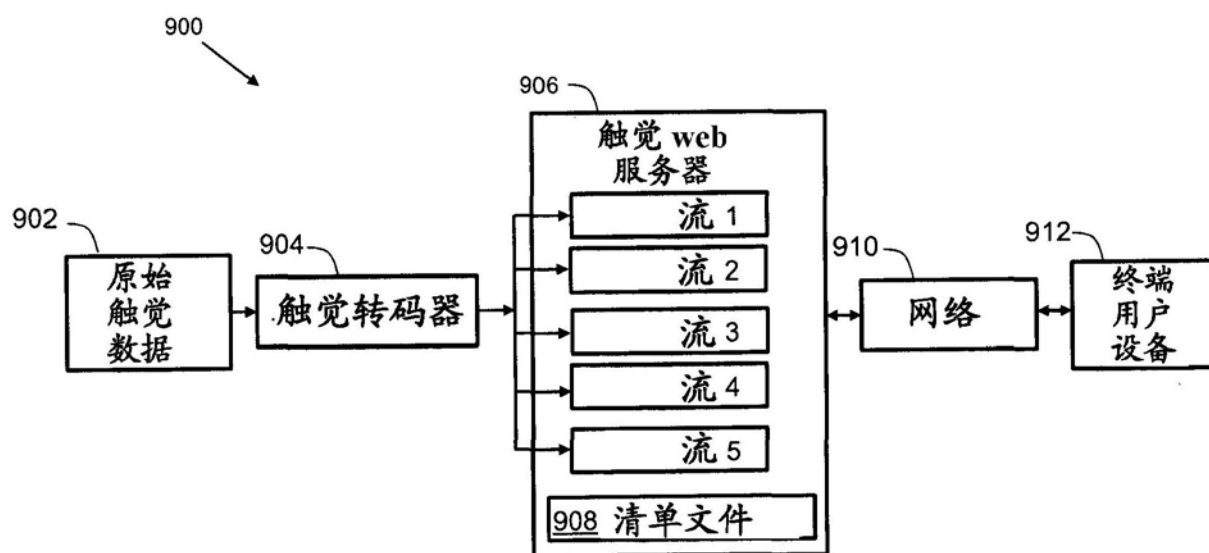 900
906
触觉 web
服务器
902
原始
触觉
数据
904
触觉转码器
流 1
流 2
流 3
流 4
流 5
908 清单文件
910
网络
912
终端
用户
设备